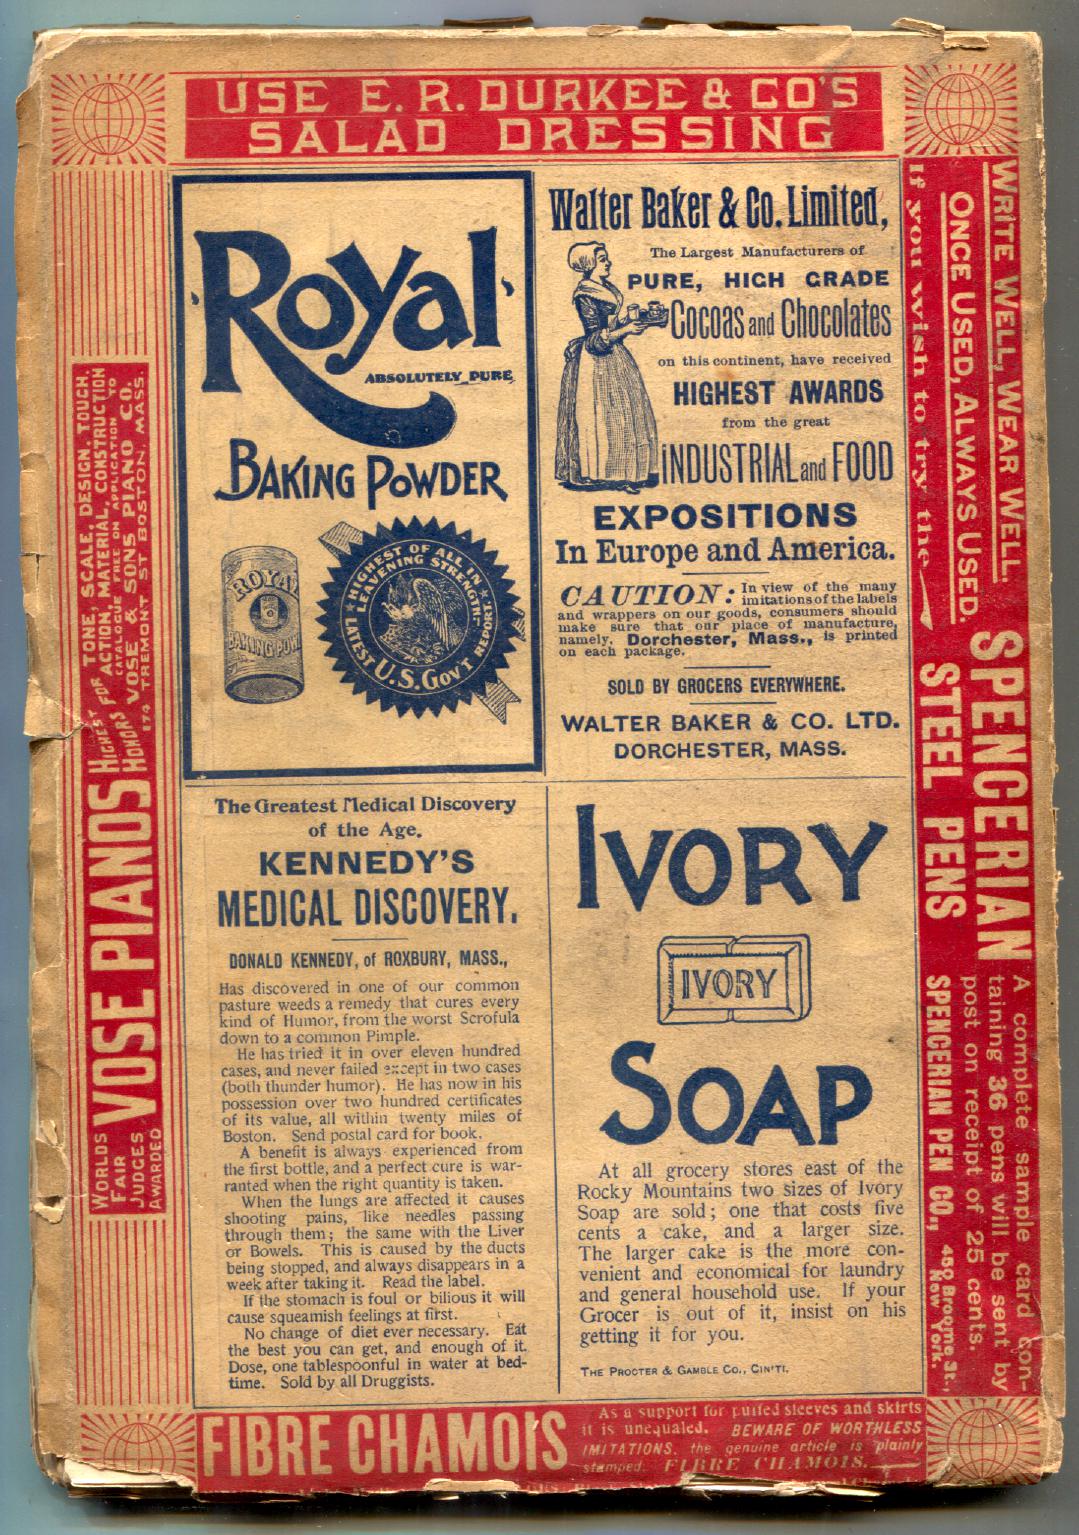 USE E. R. DURKEE & CO'S
SALAD DRESSING
Royal
ABSOLUTELY PURE
BAKING POWDER
ROYAL
BAKING POW
HIGHEST OF ALL IN
LEAVENING STRENGTH.—
LATEST U.S. GOV'T REPORT
Walter Baker & Co. Limited,
The Largest Manufacturers of
PURE, HIGH GRADE
Cocoas and Chocolates
on this continent, have received
HIGHEST AWARDS
from the great
INDUSTRIAL and FOOD
EXPOSITIONS
In Europe and America.
CAUTION: In view of the many
imitations of the labels
and wrappers on our goods, consumers should
make sure that our place of manufacture,
namely, Dorchester, Mass., is printed
on each package.
SOLD BY GROCERS EVERYWHERE.
WALTER BAKER & CO. LTD.
DORCHESTER, MASS.
The Greatest Medical Discovery
of the Age.
KENNEDY'S
MEDICAL DISCOVERY.
DONALD KENNEDY, of ROXBURY, MASS.,
Has discovered in one of our common
pasture weeds a remedy that cures every
kind of Humor, from the worst Scrofula
down to a common Pimple.
He has tried it in over eleven hundred
cases, and never failed except in two cases
(both thunder humor). He has now in his
possession over two hundred certificates
of its value, all within twenty miles of
Boston. Send postal card for book.
A benefit is always experienced from
the first bottle, and a perfect cure is war-
ranted when the right quantity is taken.
When the lungs are affected it causes
shooting pains, like needles passing
through them; the same with the Liver
or Bowels. This is caused by the ducts
being stopped, and always disappears in a
week after taking it. Read the label.
If the stomach is foul or bilious it will
cause squeamish feelings at first.
No change of diet ever necessary. Eat
the best you can get, and enough of it.
Dose, one tablespoonful in water at bed-
time. Sold by all Druggists.
IVORY
IVORY
SOAP
At all grocery stores east of the
Rocky Mountains two sizes of Ivory
Soap are sold; one that costs five
cents a cake, and a larger size.
The larger cake is the more con-
venient and economical for laundry
and general household use. If your
Grocer is out of it, insist on his
getting it for you.
THE PROCTER & GAMBLE CO., CIN'TI.
WORLDS
FAIR
JUDGES
AWARDED
VOSE PIANOS
HIGHEST
HONORS FOR
TONE, SCALE, DESIGN, TOUCH,
ACTION, MATERIAL, CONSTRUCTION
CATALOGUE FREE ON APPLICATION TO
VOSE & SONS PIANO CO.
174 TREMONT ST BOSTON, MASS.
WRITE WELL, WEAR WELL.
ONCE USED, ALWAYS USED.
If you wish to try the
SPENCERIAN
STEEL PENS
A complete sample card con-
taining 36 pens will be sent by
post on receipt of 25 cents.
SPENCERIAN PEN CO.,
450 Broome St.,
New York.
FIBRE CHAMOIS
As a support for puffed sleeves and skirts
it is unequaled. BEWARE OF WORTHLESS
IMITATIONS, the genuine article is plainly
stamped. FIBRE CHAMOIS.